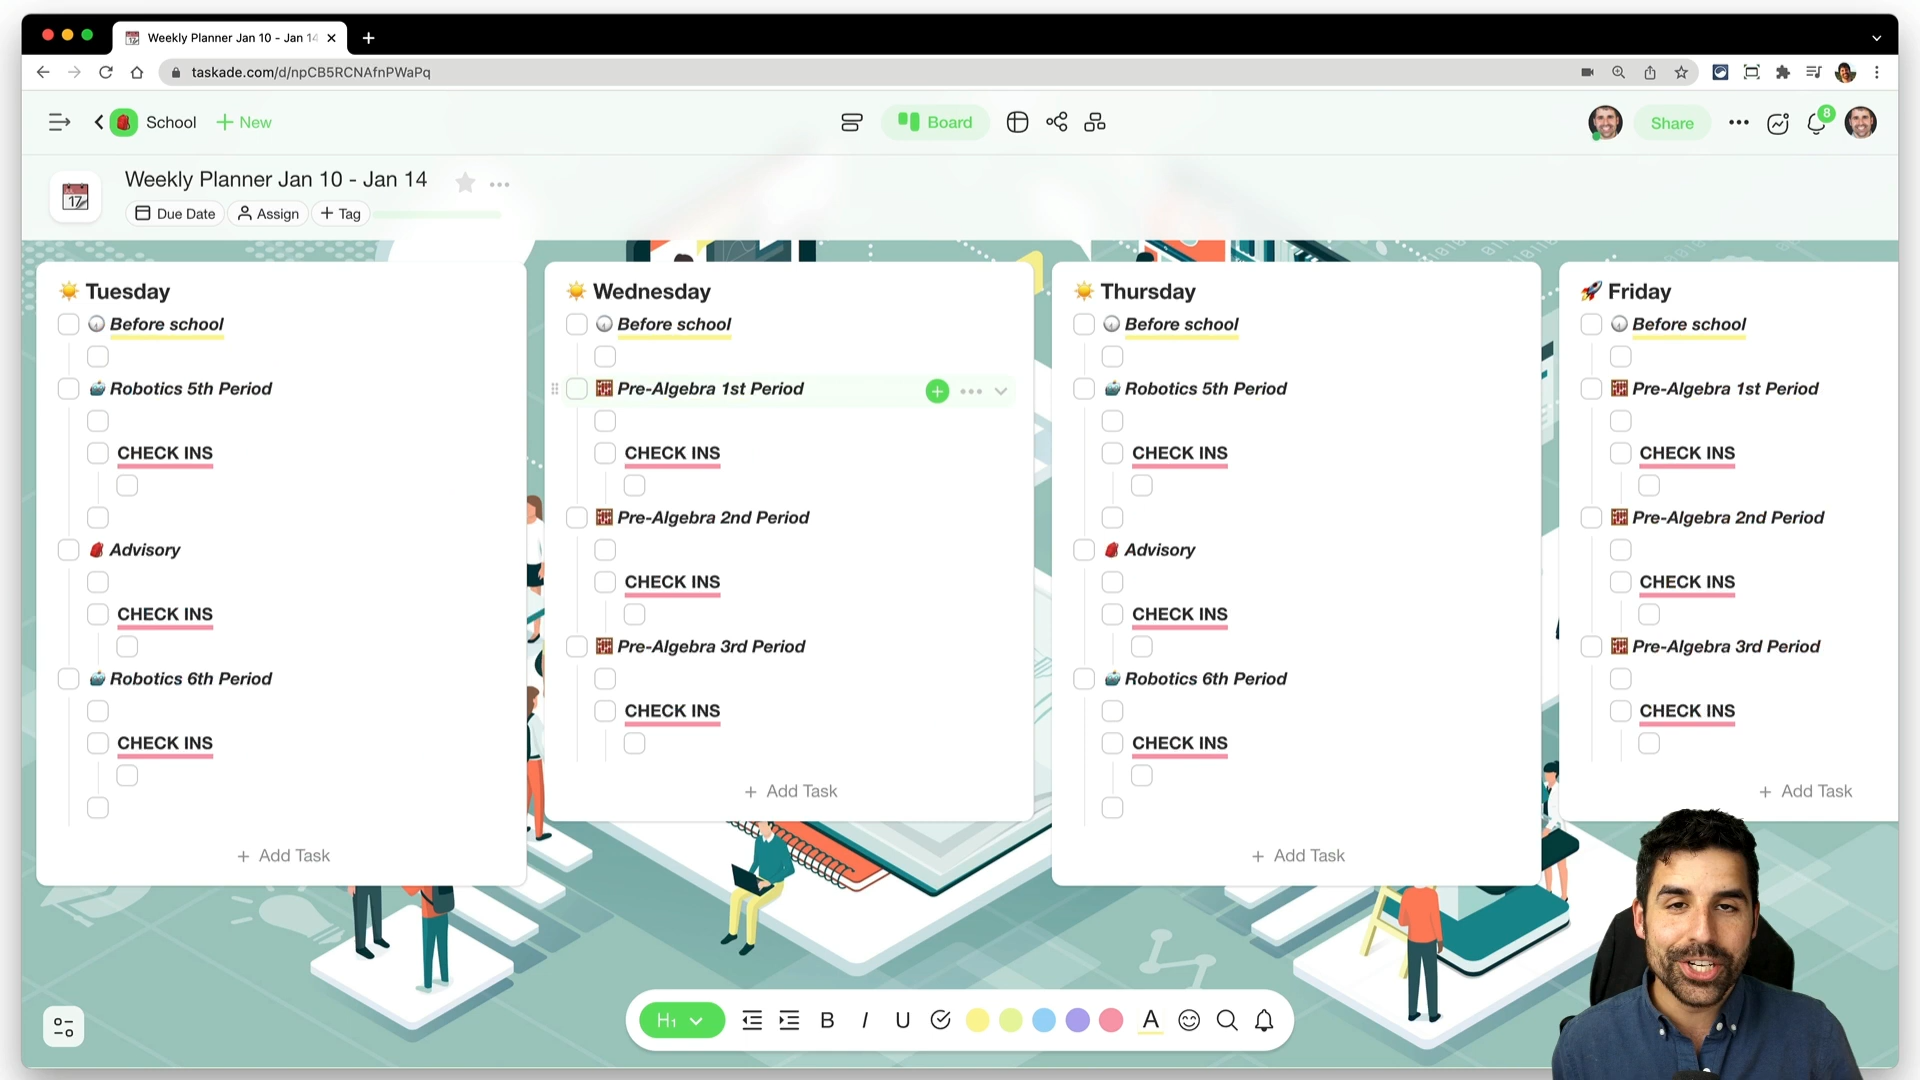 Weekly Planner Jan 10 - Jan 14
taskade.com/d/npCB5RCNAfnPWaPq
School
+ New
Board
Share
8
17
Weekly Planner Jan 10 - Jan 14
Due Date
Assign
+ Tag
Tuesday
Before school
Robotics 5th Period
CHECK INS
Advisory
CHECK INS
Robotics 6th Period
CHECK INS
+ Add Task
Wednesday
Before school
Pre-Algebra 1st Period
CHECK INS
Pre-Algebra 2nd Period
CHECK INS
Pre-Algebra 3rd Period
CHECK INS
+ Add Task
Thursday
Before school
Robotics 5th Period
CHECK INS
Advisory
CHECK INS
Robotics 6th Period
CHECK INS
+ Add Task
Friday
Before school
Pre-Algebra 1st Period
CHECK INS
Pre-Algebra 2nd Period
CHECK INS
Pre-Algebra 3rd Period
CHECK INS
+ Add Task
H1 B I U A